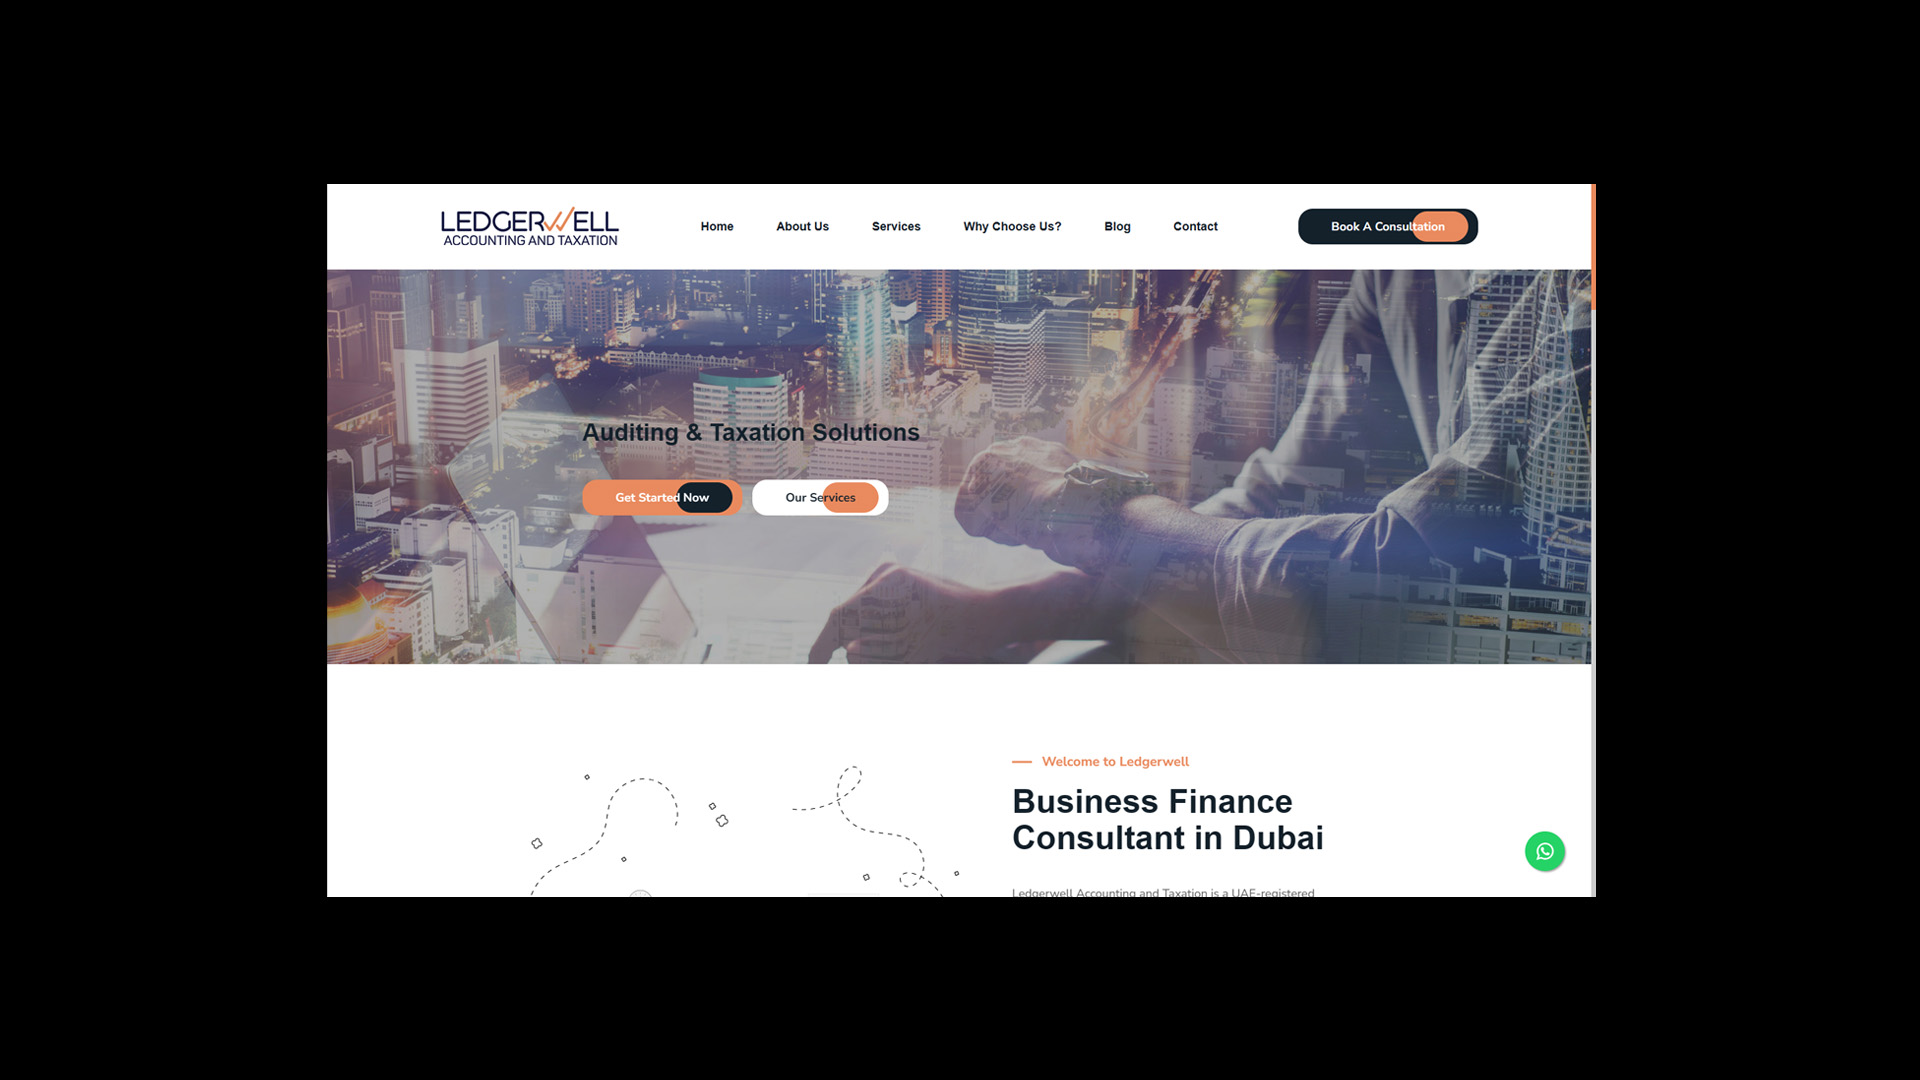 LEDGERWELL
ACCOUNTING AND TAXATION
Home
About Us
Services
Why Choose Us?
Blog
Contact
Book A Consultation
Auditing & Taxation Solutions
Get Started Now
Our Services
Welcome to Ledgerwell
Business Finance
Consultant in Dubai
Ledgerwell Accounting and Taxation is a UAE-registered